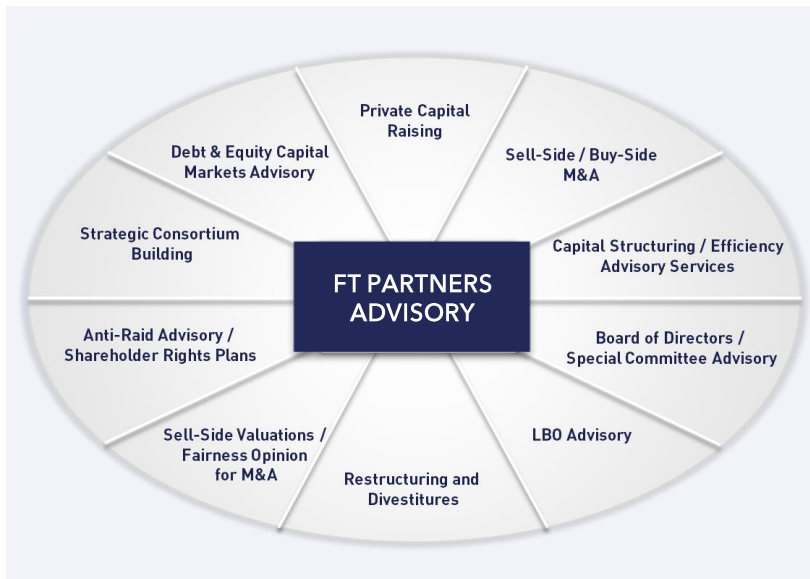 Private Capital
Raising
Debt & Equity Capital
Markets Advisory
Sell-Side / Buy-Side
M&A
Strategic Consortium
Building
Capital Structuring / Efficiency
Advisory Services
FT PARTNERS
ADVISORY
Anti-Raid Advisory /
Shareholder Rights Plans
Board of Directors /
Special Committee Advisory
Sell-Side Valuations /
Fairness Opinion
for M&A
LBO Advisory
Restructuring and
Divestitures